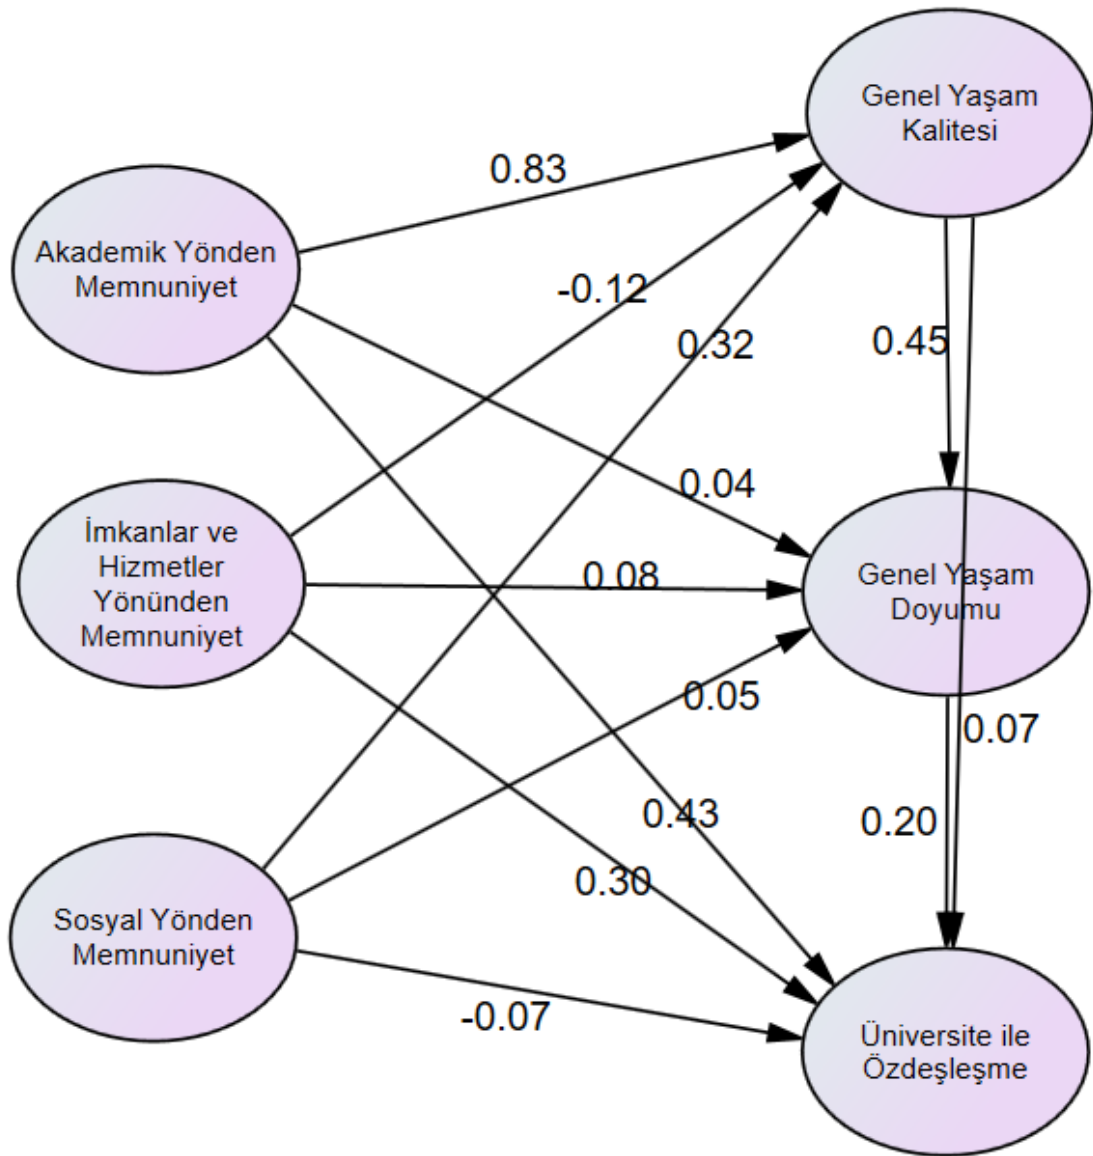 Genel Yaşam
Kalitesi
0.83
Akademik Yönden
Memnuniyet
-0.12
0.32
0.45
0.04
İmkanlar ve
Hizmetler
Yönünden
Memnuniyet
0.08
Genel Yaşam
Doyumu
0.05
0.07
0.43
0.20
0.30
Sosyal Yönden
Memnuniyet
-0.07
Üniversite ile
Özdeşleşme